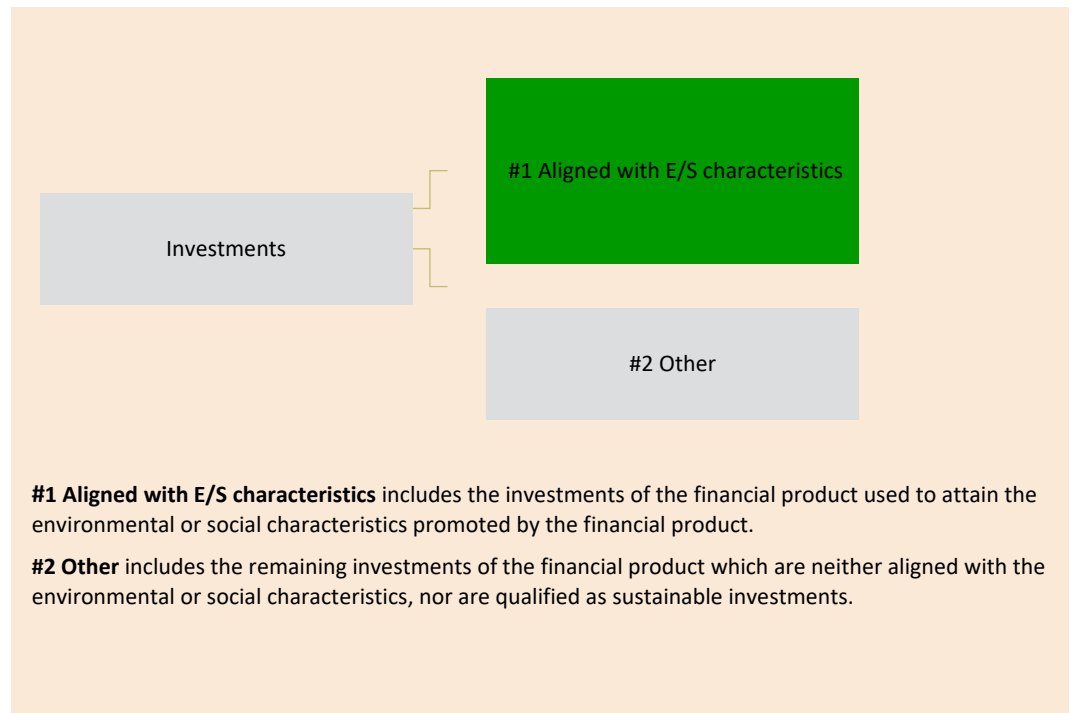 #1 Aligned with E/S characteristics
Investments
#2 Other
#1 Aligned with E/S characteristics includes the investments of the financial product used to attain the
environmental or social characteristics promoted by the financial product.
#2 Other includes the remaining investments of the financial product which are neither aligned with the
environmental or social characteristics, nor are qualified as sustainable investments.